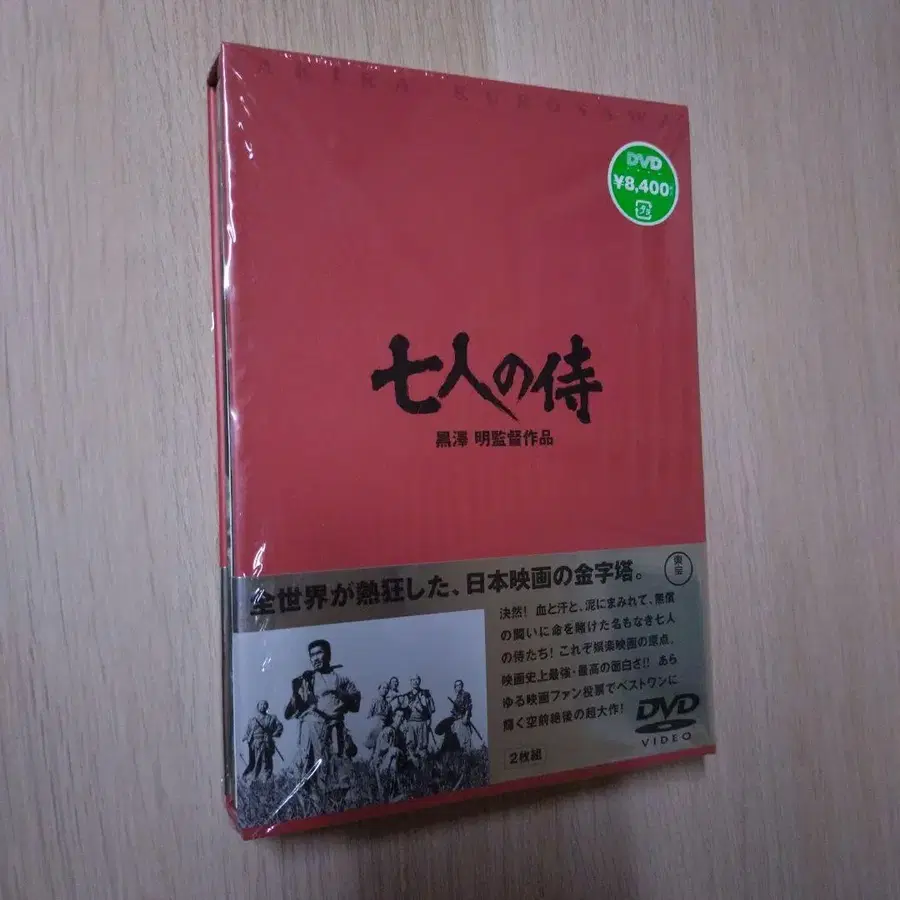 AKIRA KUROSAWA
DVD
¥8,400
七人の侍
黒澤 明監督作品
全世界が熱狂した、日本映画の金字塔。
東宝
決然! 血と汗と、泥にまみれて、無償
の闘いに命を賭けた名もなき七人
の侍たち! これぞ娯楽映画の原点。
映画史上最強・最高の面白さ!! あら
ゆる映画ファン投票でベストワンに
輝く空前絶後の超大作!
DVD
VIDEO
2枚組